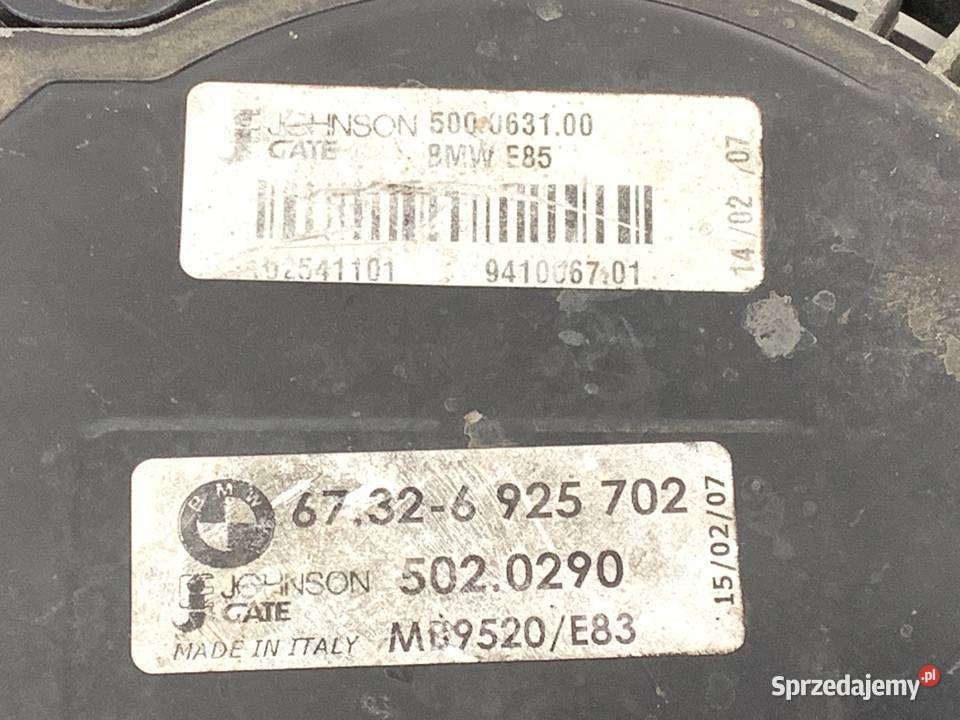 JOHNSON 500.0631.00
GATE BMW E85
02541101 9410067.01
14/02/07
BMW
67.32-6 925 702
JOHNSON 502.0290
GATE
MADE IN ITALY MB9520/E83
15/02/07
Sprzedajemy.pl